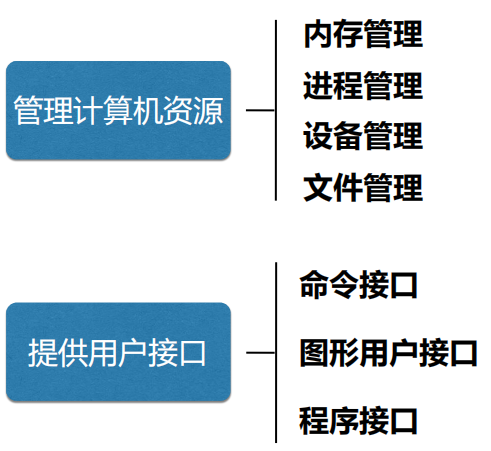 管理计算机资源
内存管理
进程管理
设备管理
文件管理
提供用户接口
命令接口
图形用户接口
程序接口